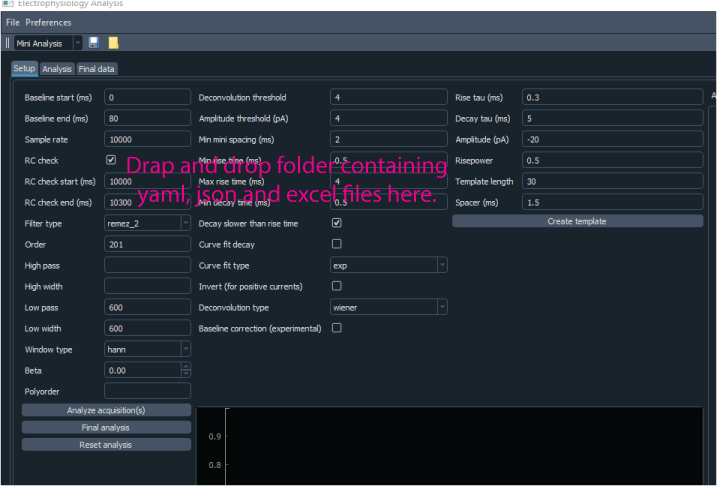 Electrophysiology Analysis
File Preferences
Mini Analysis
Setup Analysis Final data
Baseline start (ms) 0 Deconvolution threshold 4 Rise tau (ms) 0.3
Baseline end (ms) 80 Amplitude threshold (pA) 4 Decay tau (ms) 5
Sample rate 10000 Min mini spacing (ms) 2 Amplitude (pA) -20
RC check Min rise time (ms) 0.5 Risepower 0.5
RC check start (ms) 10000 Max rise time (ms) 4 Template length 30
RC check end (ms) 10300 Min decay time (ms) 0.5 Spacer (ms) 1.5
Drap and drop folder containing
yaml, json and excel files here.
Filter type remez_2 Decay slower than rise time Create template
Order 201 Curve fit decay
High pass Curve fit type exp
High width Invert (for positive currents)
Low pass 600 Deconvolution type wiener
Low width 600 Baseline correction (experimental)
Window type hann
Beta 0.00
Polyorder
Analyze acquisition(s)
Final analysis
Reset analysis
0.9
0.8